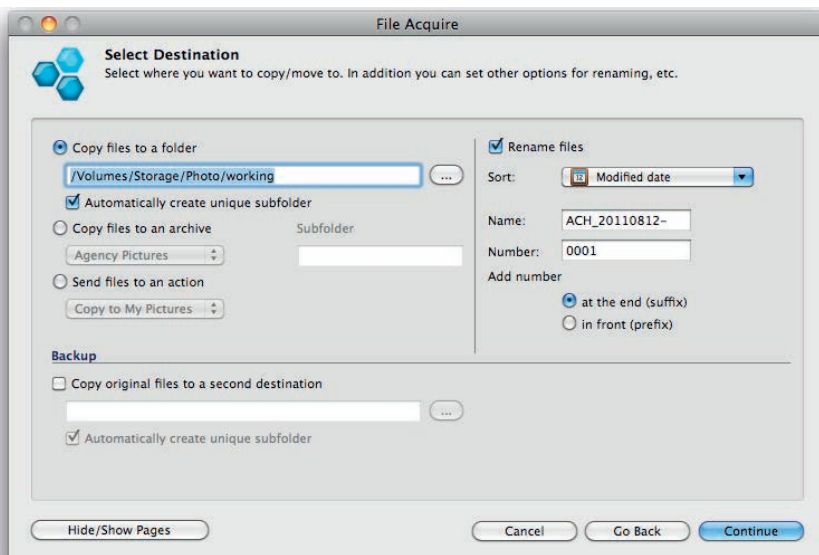 File Acquire
Select Destination
Select where you want to copy/move to. In addition you can set other options for renaming, etc.
Copy files to a folder
/Volumes/Storage/Photo/working
...
Automatically create unique subfolder
Copy files to an archive
Subfolder
Agency Pictures
Send files to an action
Copy to My Pictures
Rename files
Sort:
12
Modified date
Name:
ACH_20110812-
Number:
0001
Add number
at the end (suffix)
in front (prefix)
Backup
Copy original files to a second destination
...
Automatically create unique subfolder
Hide/Show Pages
Cancel
Go Back
Continue